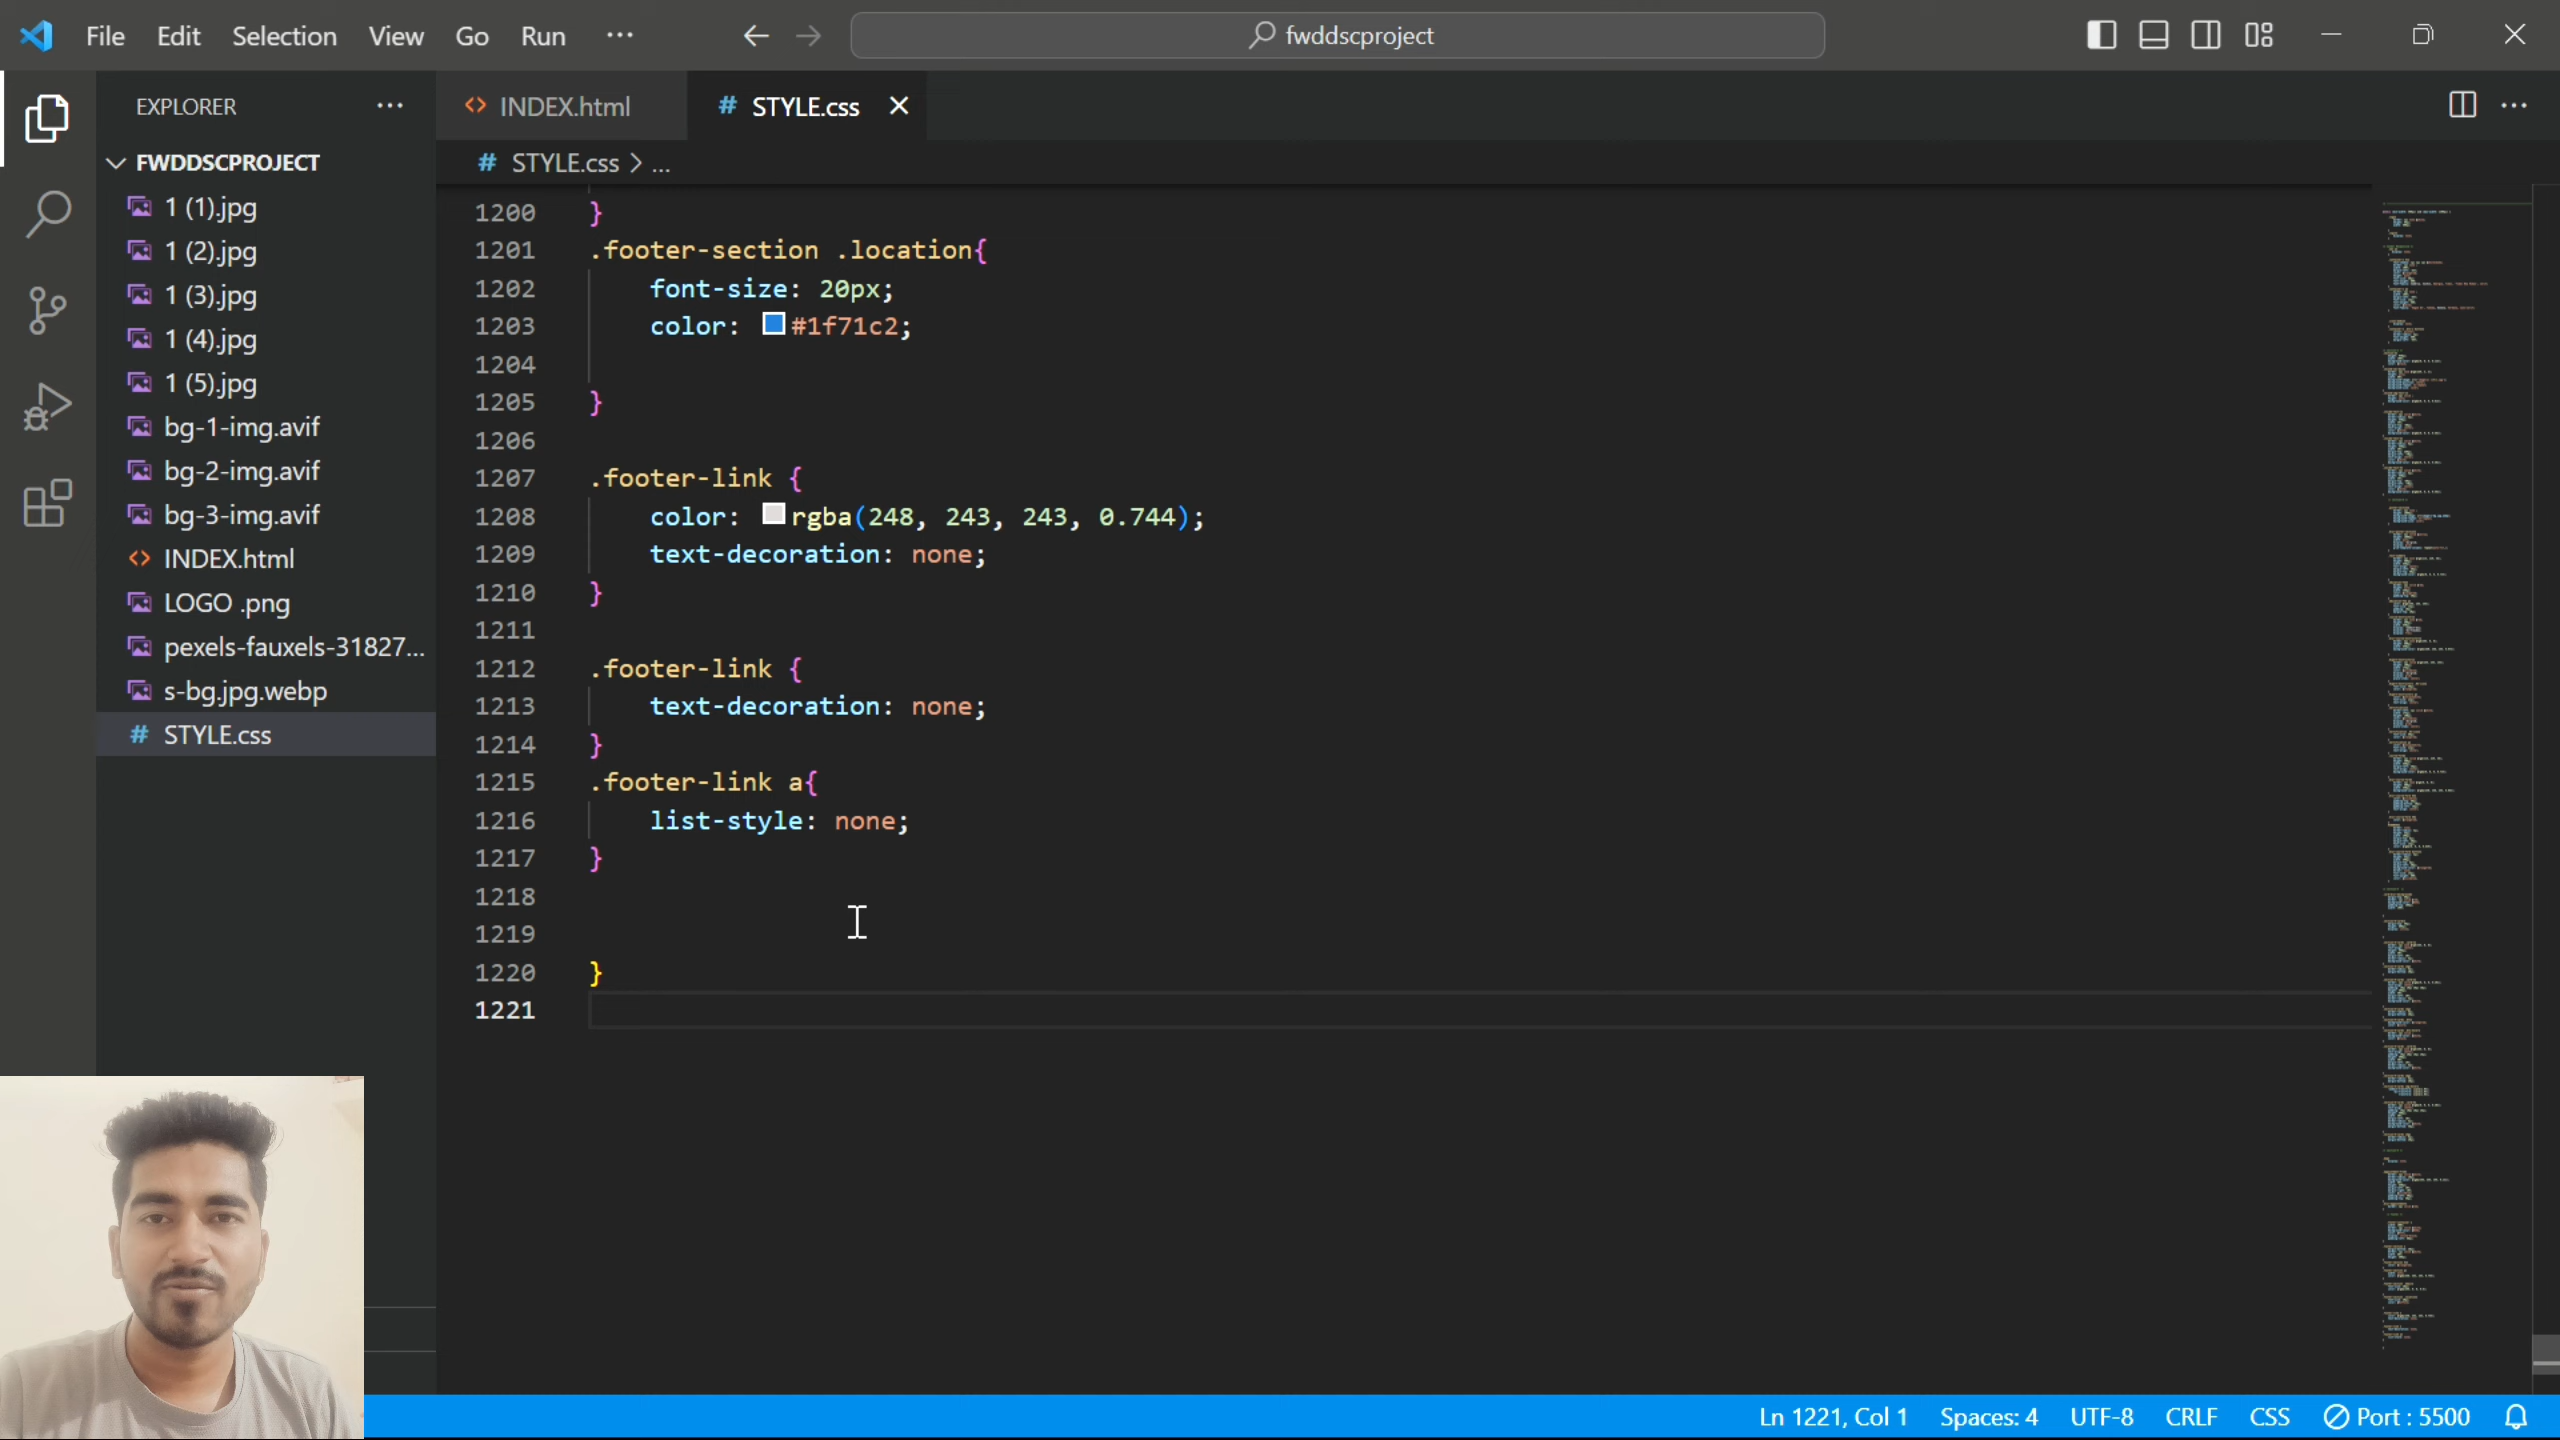 File Edit Selection View Go Run ...
fwddscproject
EXPLORER ...
INDEX.html
STYLE.css
FWDDSCPROJECT
STYLE.css > ...
1 (1).jpg
1 (2).jpg
1 (3).jpg
1 (4).jpg
1 (5).jpg
bg-1-img.avif
bg-2-img.avif
bg-3-img.avif
INDEX.html
LOGO .png
pexels-fauxels-31827...
s-bg.jpg.webp
# STYLE.css
1200 }
1201 .footer-section .location{
1202 font-size: 20px;
1203 color: #1f71c2;
1204
1205 }
1206
1207 .footer-link {
1208 color: rgba(248, 243, 243, 0.744);
1209 text-decoration: none;
1210 }
1211
1212 .footer-link {
1213 text-decoration: none;
1214 }
1215 .footer-link a{
1216 list-style: none;
1217 }
1218
1219
1220 }
1221
Ln 1221, Col 1 Spaces: 4 UTF-8 CRLF CSS Port : 5500